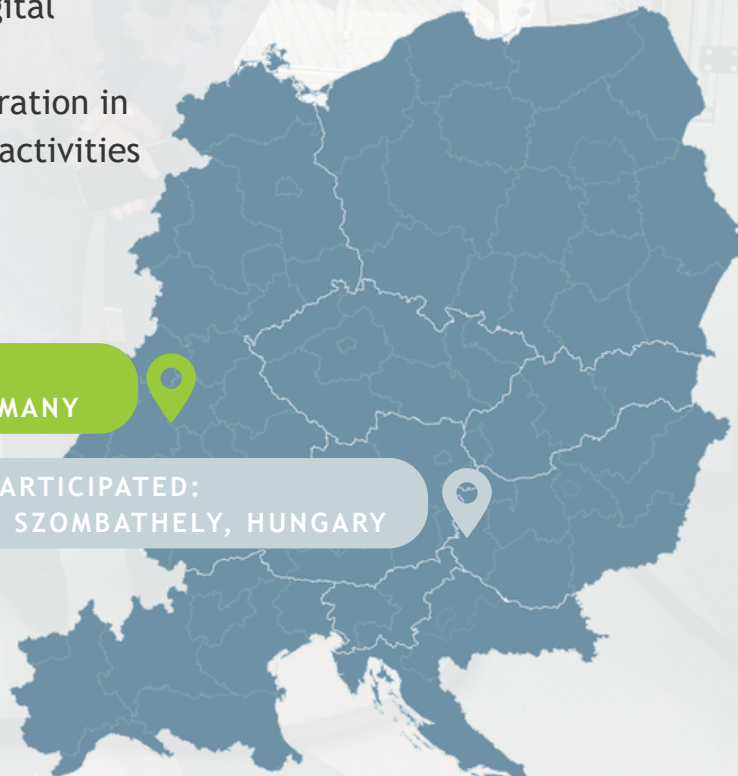 gital
ration in
activities
MANY
ARTICIPATED:
SZOMBATHELY, HUNGARY